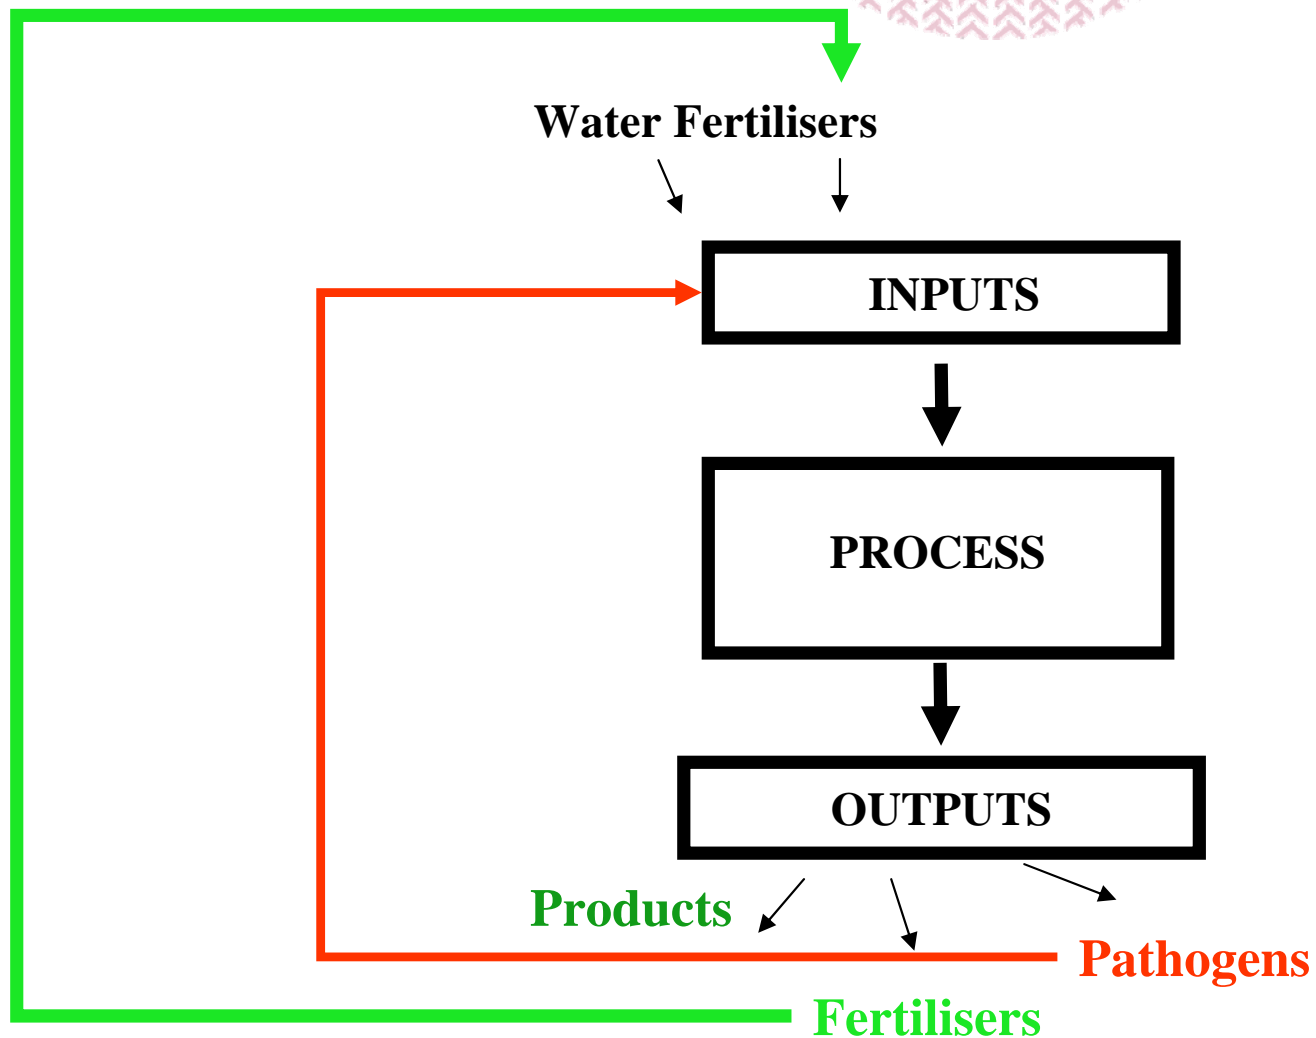 Water Fertilisers
INPUTS
PROCESS
OUTPUTS
Products
Pathogens
Fertilisers